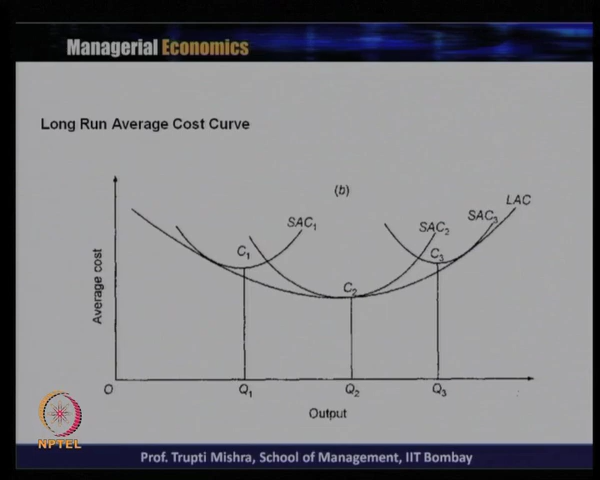 Managerial Economics
Long Run Average Cost Curve
(b)
LAC
SAC1
SAC2
SAC3
C1
C2
C3
Average cost
O
Q1
Q2
Q3
Output
NPTEL
Prof. Trupti Mishra, School of Management, IIT Bombay